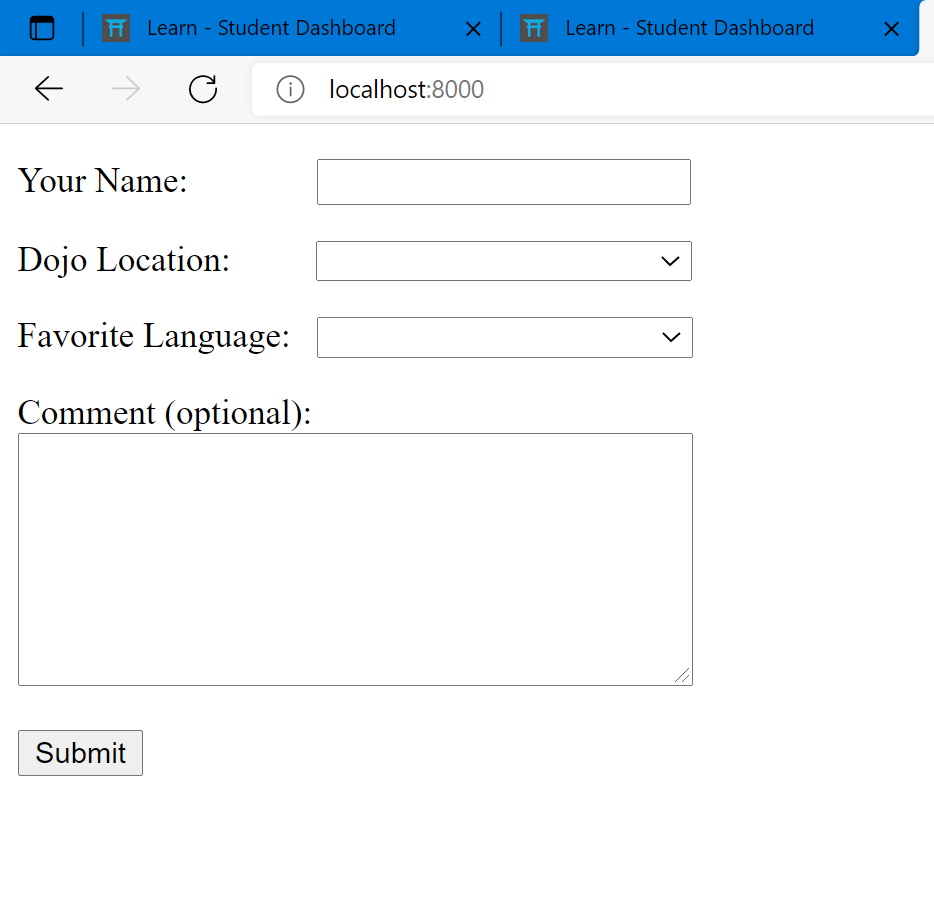 Learn - Student Dashboard
Learn - Student Dashboard
localhost:8000
Your Name:
Dojo Location:
Favorite Language:
Comment (optional):
Submit